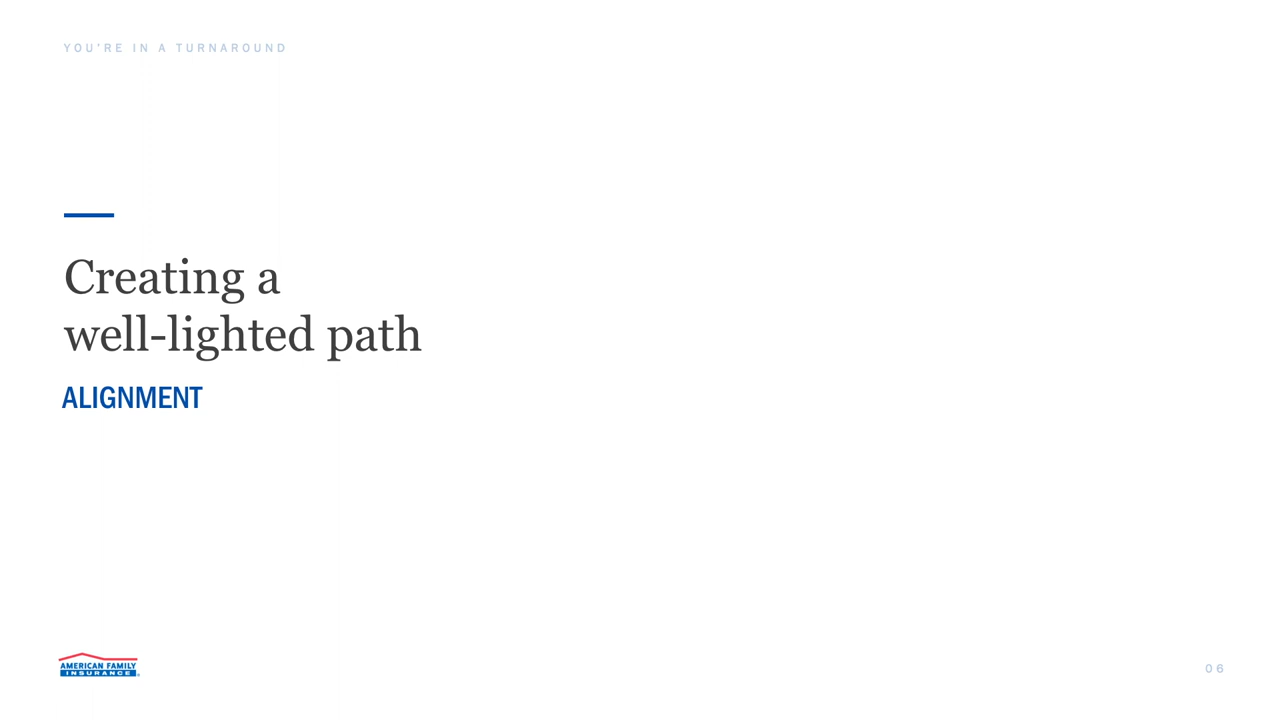 YOU'RE IN A TURNAROUND
Creating a
well-lighted path
ALIGNMENT
AMERICAN FAMILY
INSURANCE
06